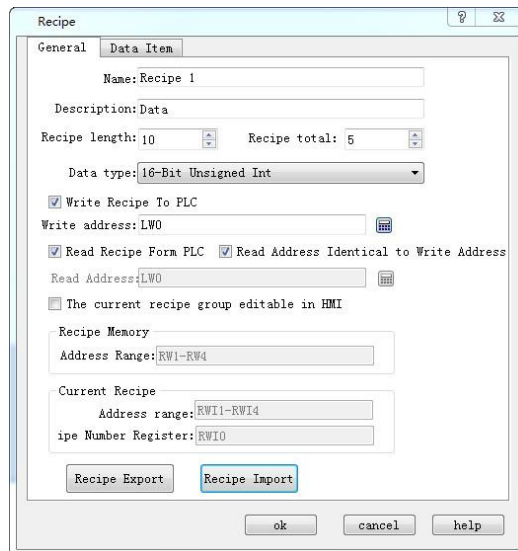 Recipe
General Data Item
Name: Recipe 1
Description: Data
Recipe length: 10 Recipe total: 5
Data type: 16-Bit Unsigned Int
Write Recipe To PLC
Write address: LW0
Read Recipe Form PLC Read Address Identical to Write Address
Read Address: LW0
The current recipe group editable in HMI
Recipe Memory
Address Range: RW1-RW4
Current Recipe
Address range: RWI1-RWI4
ipe Number Register: RWI0
Recipe Export Recipe Import
ok cancel help